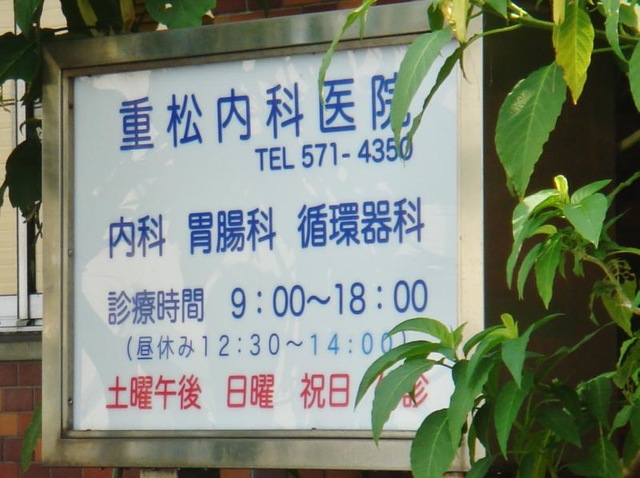 重松内科医院
TEL 571-4350
内科 胃腸科 循環器科
診療時間 9:00～18:00
(昼休み12:30～14:00)
土曜午後 日曜 祝日 診